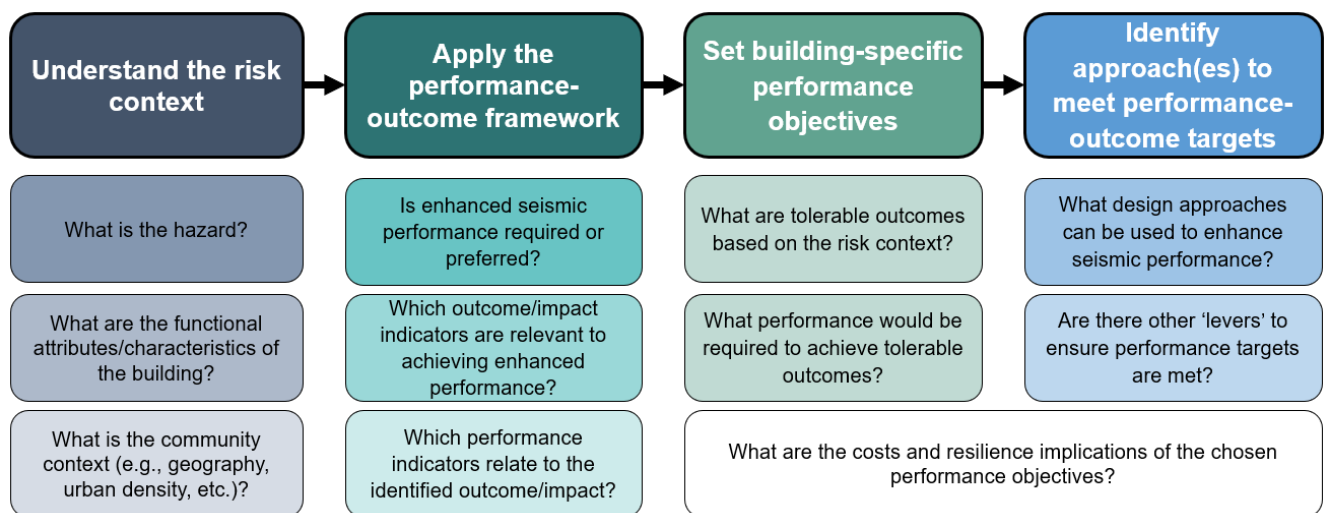 Understand the risk
context
Apply the
performance-
outcome framework
Set building-specific
performance
objectives
Identify
approach(es) to
meet performance-
outcome targets
What is the hazard?
Is enhanced seismic
performance required or
preferred?
What are tolerable outcomes
based on the risk context?
What design approaches
can be used to enhance
seismic performance?
What are the functional
attributes/characteristics of
the building?
Which outcome/impact
indicators are relevant to
achieving enhanced
performance?
What performance would be
required to achieve tolerable
outcomes?
Are there other ‘levers’ to
ensure performance targets
are met?
What is the community
context (e.g., geography,
urban density, etc.)?
Which performance
indicators relate to the
identified outcome/impact?
What are the costs and resilience implications of the chosen
performance objectives?